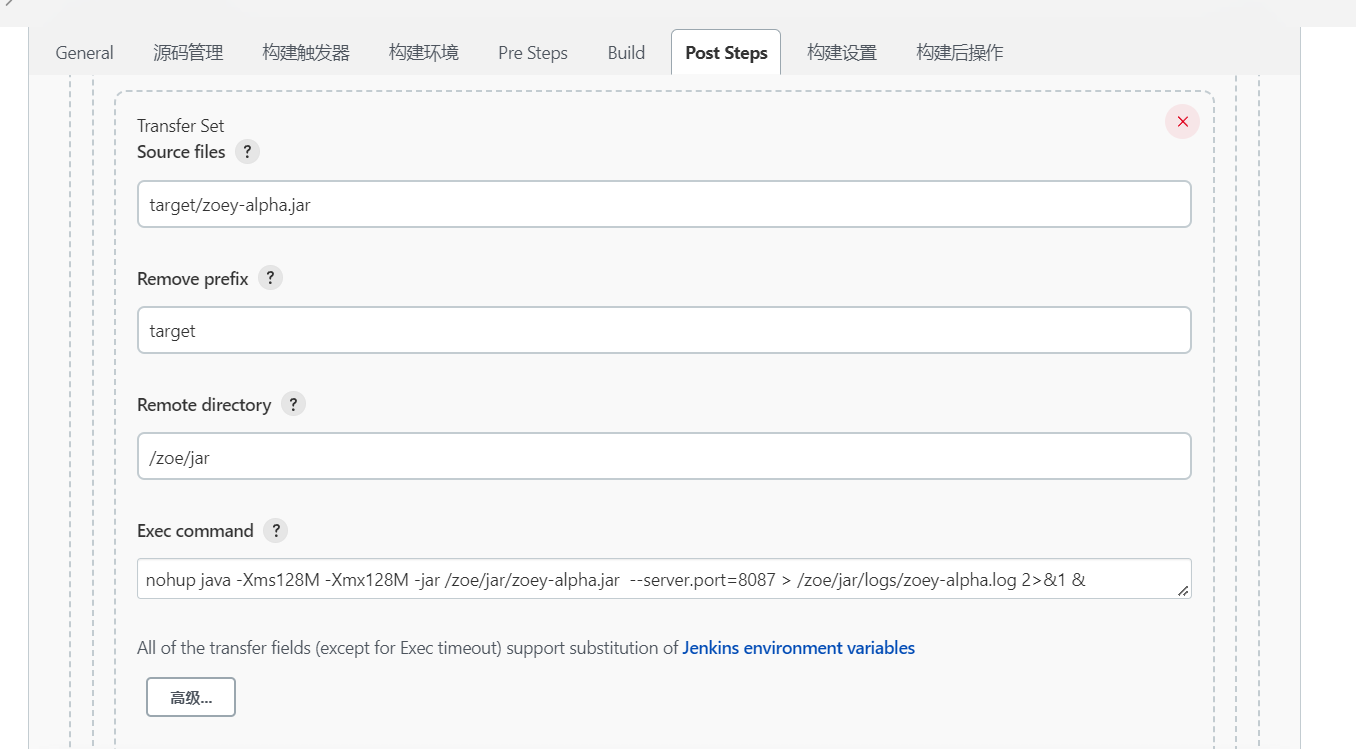 General 源码管理 构建触发器 构建环境 Pre Steps Build Post Steps 构建设置 构建后操作
Transfer Set
Source files ?
target/zoey-alpha.jar
Remove prefix ?
target
Remote directory ?
/zoe/jar
Exec command ?
nohup java -Xms128M -Xmx128M -jar /zoe/jar/zoey-alpha.jar  --server.port=8087 > /zoe/jar/logs/zoey-alpha.log 2>&1 &
All of the transfer fields (except for Exec timeout) support substitution of Jenkins environment variables
高级...